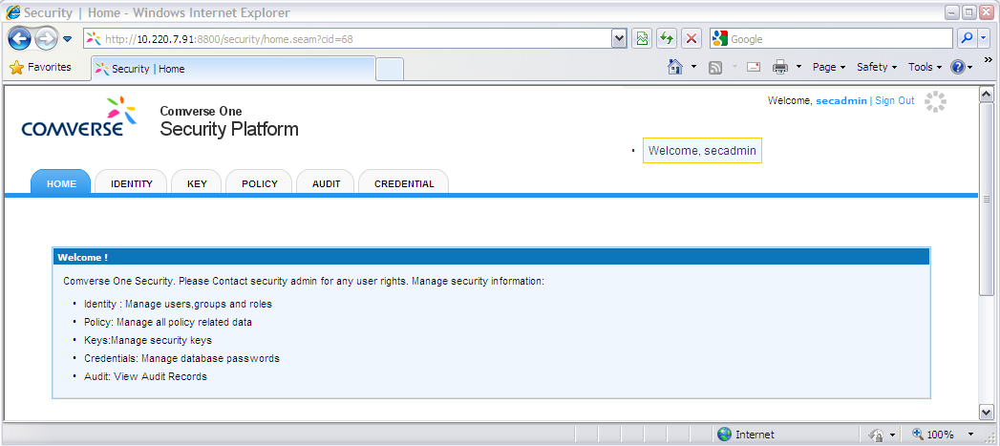 Security | Home - Windows Internet Explorer
http://10.220.7.91:8800/security/home.seam?cid=68
Google
Favorites
Security | Home
Page
Safety
Tools
COMVERSE
Comverse One
Security Platform
Welcome, secadmin | Sign Out
• Welcome, secadmin
HOME IDENTITY KEY POLICY AUDIT CREDENTIAL
Welcome !
Comverse One Security. Please Contact security admin for any user rights. Manage security information:
• Identity : Manage users,groups and roles
• Policy: Manage all policy related data
• Keys:Manage security keys
• Credentials: Manage database passwords
• Audit: View Audit Records
Internet
100%